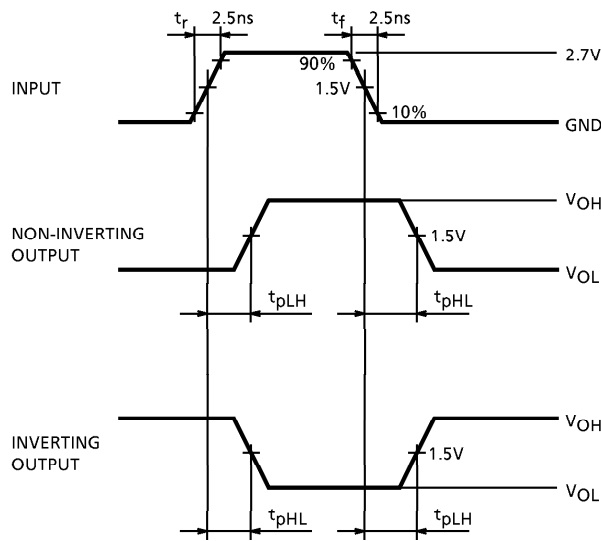 tr 2.5ns tf 2.5ns
2.7V
90%
INPUT 1.5V
10%
GND
VOH
NON-INVERTING
OUTPUT
1.5V
VOL
tpLH tpHL
VOH
INVERTING
OUTPUT
1.5V
VOL
tpHL tpLH